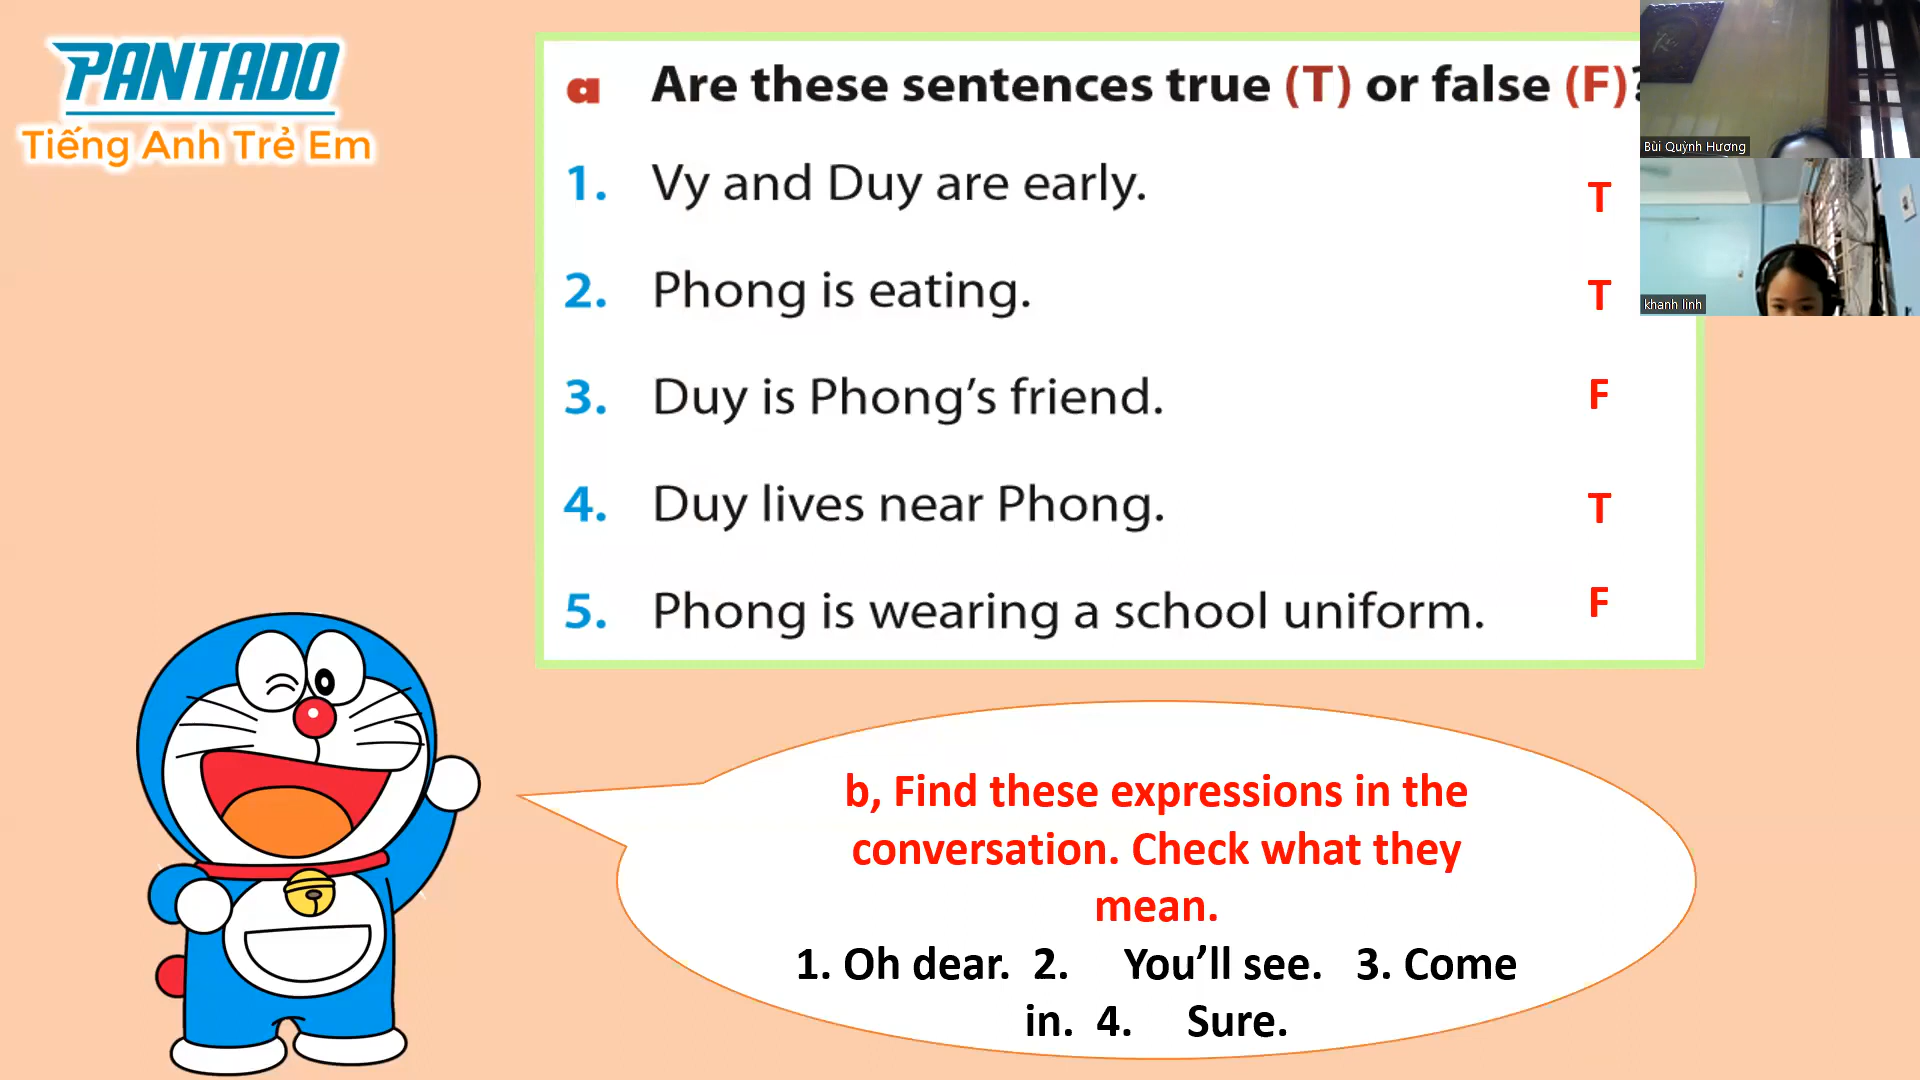 PANTADO
Tiếng Anh Trẻ Em
a Are these sentences true (T) or false (F)?
1. Vy and Duy are early. T
2. Phong is eating. T
3. Duy is Phong's friend. F
4. Duy lives near Phong. T
5. Phong is wearing a school uniform. F
Bùi Quỳnh Hương
khanh linh
b, Find these expressions in the
conversation. Check what they
mean.
1. Oh dear. 2. You'll see. 3. Come
in. 4. Sure.